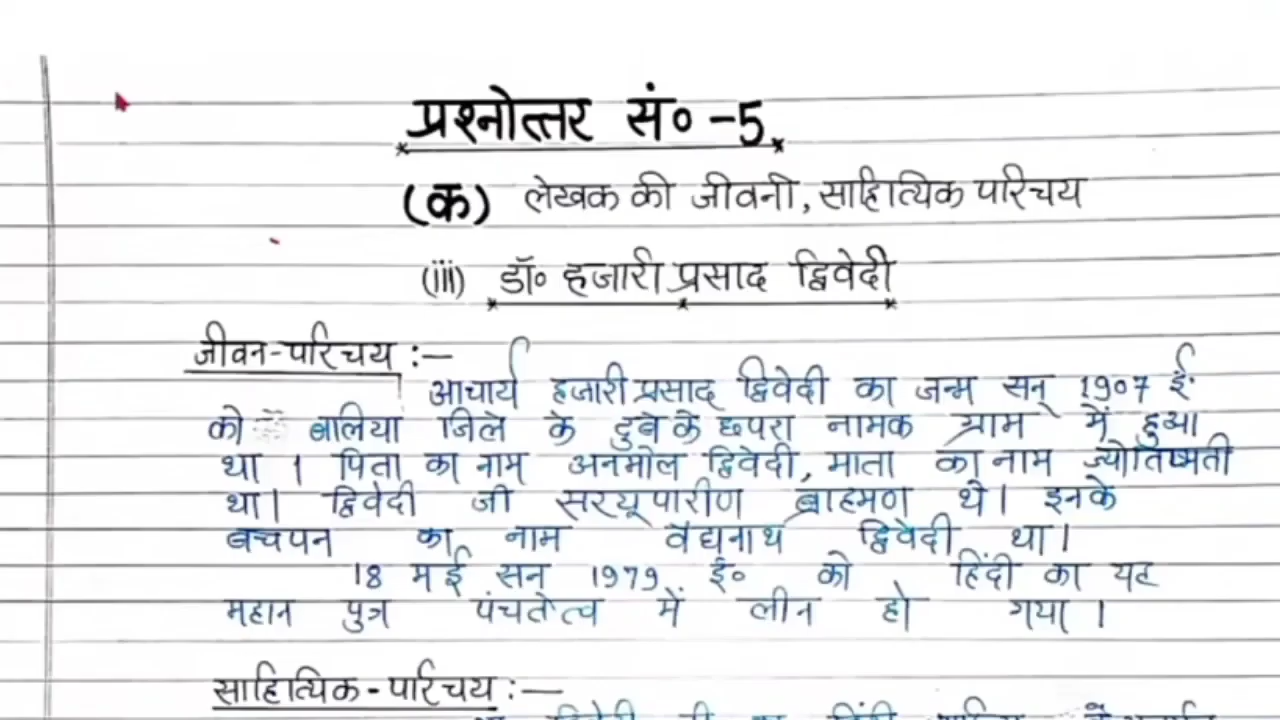 प्रश्नोत्तर सं० -5
(क) लेखक की जीवनी, साहित्यिक परिचय
(iii) डॉ० हजारी प्रसाद द्विवेदी
जीवन-परिचय :—
आचार्य हजारी प्रसाद द्विवेदी का जन्म सन् 1907 ई.
को बलिया जिले के दुबे के छपरा नामक ग्राम में हुआ
था । पिता का नाम अनमोल द्विवेदी, माता का नाम ज्योतिष्मती
था। द्विवेदी जी सरयूपारीण ब्राहमण थे। इनके
बचपन का नाम वैद्यनाथ द्विवेदी था।
18 मई सन् 1979 ई० को हिंदी का यह
महान पुत्र पंचतत्व में लीन हो गया ।
साहित्यिक - परिचय :—